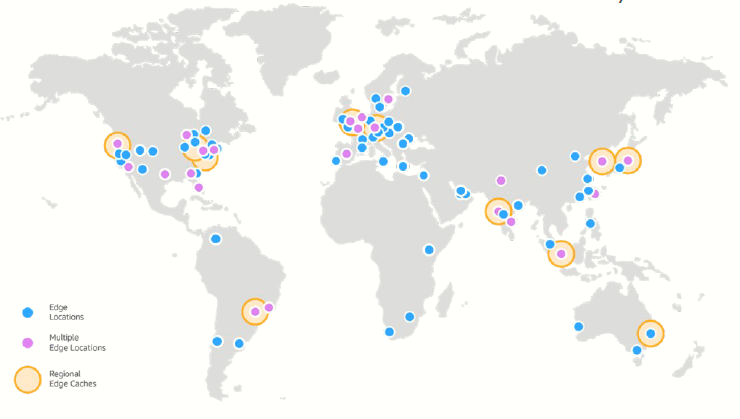 Edge
Locations
Multiple
Edge Locations
Regional
Edge Caches